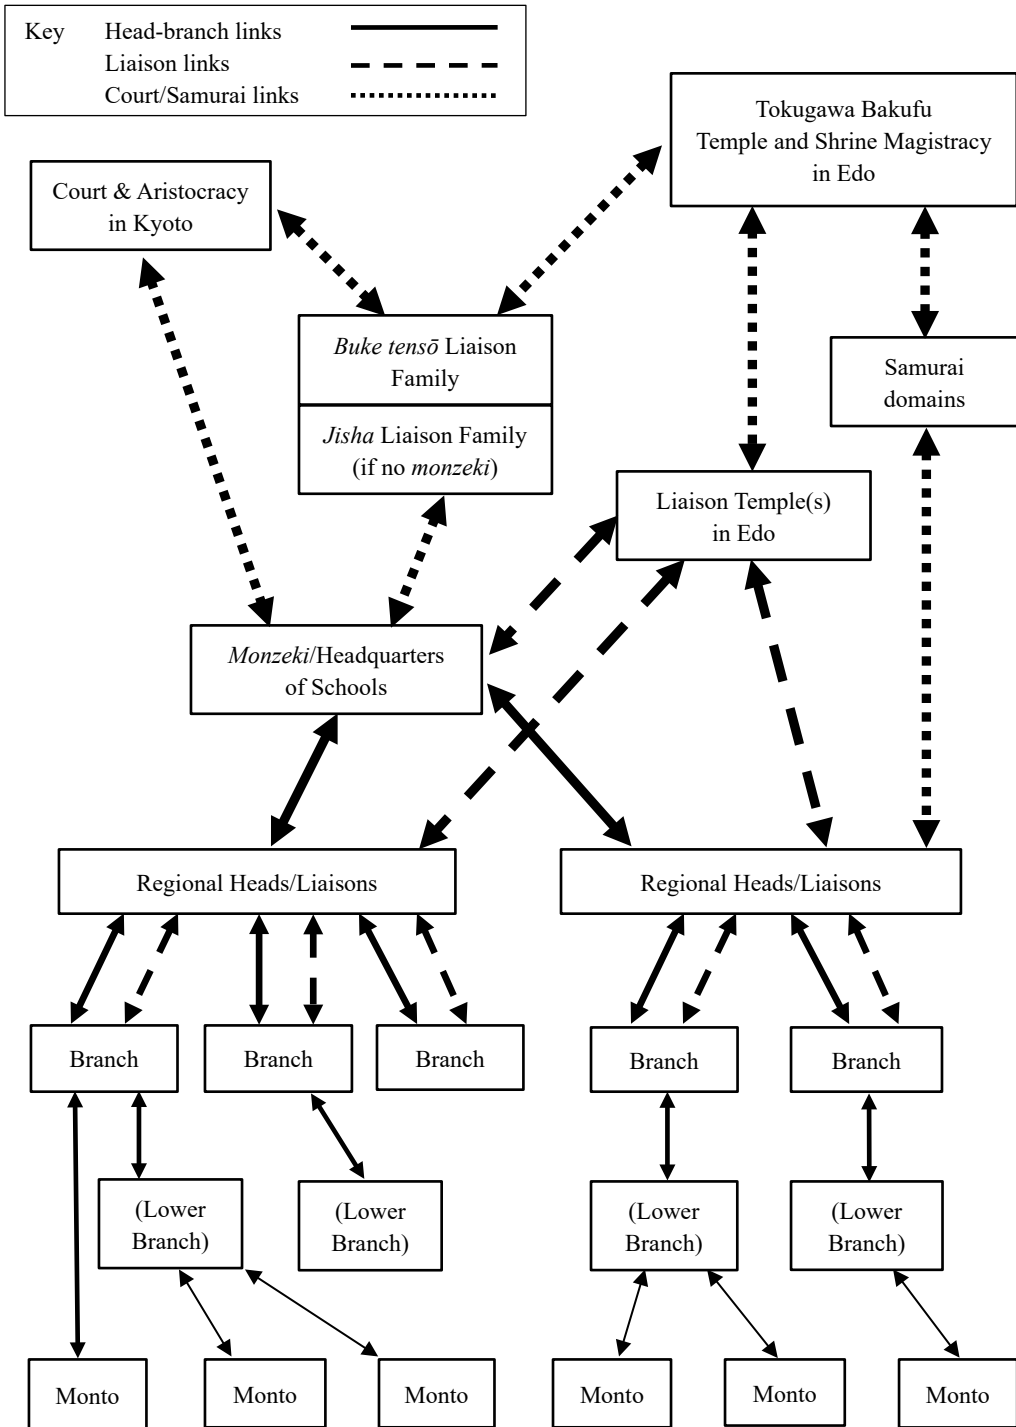 Key
Head-branch links
Liaison links
Court/Samurai links
Tokugawa Bakufu
Temple and Shrine Magistracy
in Edo
Court & Aristocracy
in Kyoto
Buke tensō Liaison
Family
Jisha Liaison Family
(if no monzeki)
Samurai
domains
Liaison Temple(s)
in Edo
Monzeki/Headquarters
of Schools
Regional Heads/Liaisons
Regional Heads/Liaisons
Branch
Branch
Branch
Branch
Branch
(Lower
Branch)
(Lower
Branch)
(Lower
Branch)
(Lower
Branch)
Monto
Monto
Monto
Monto
Monto
Monto